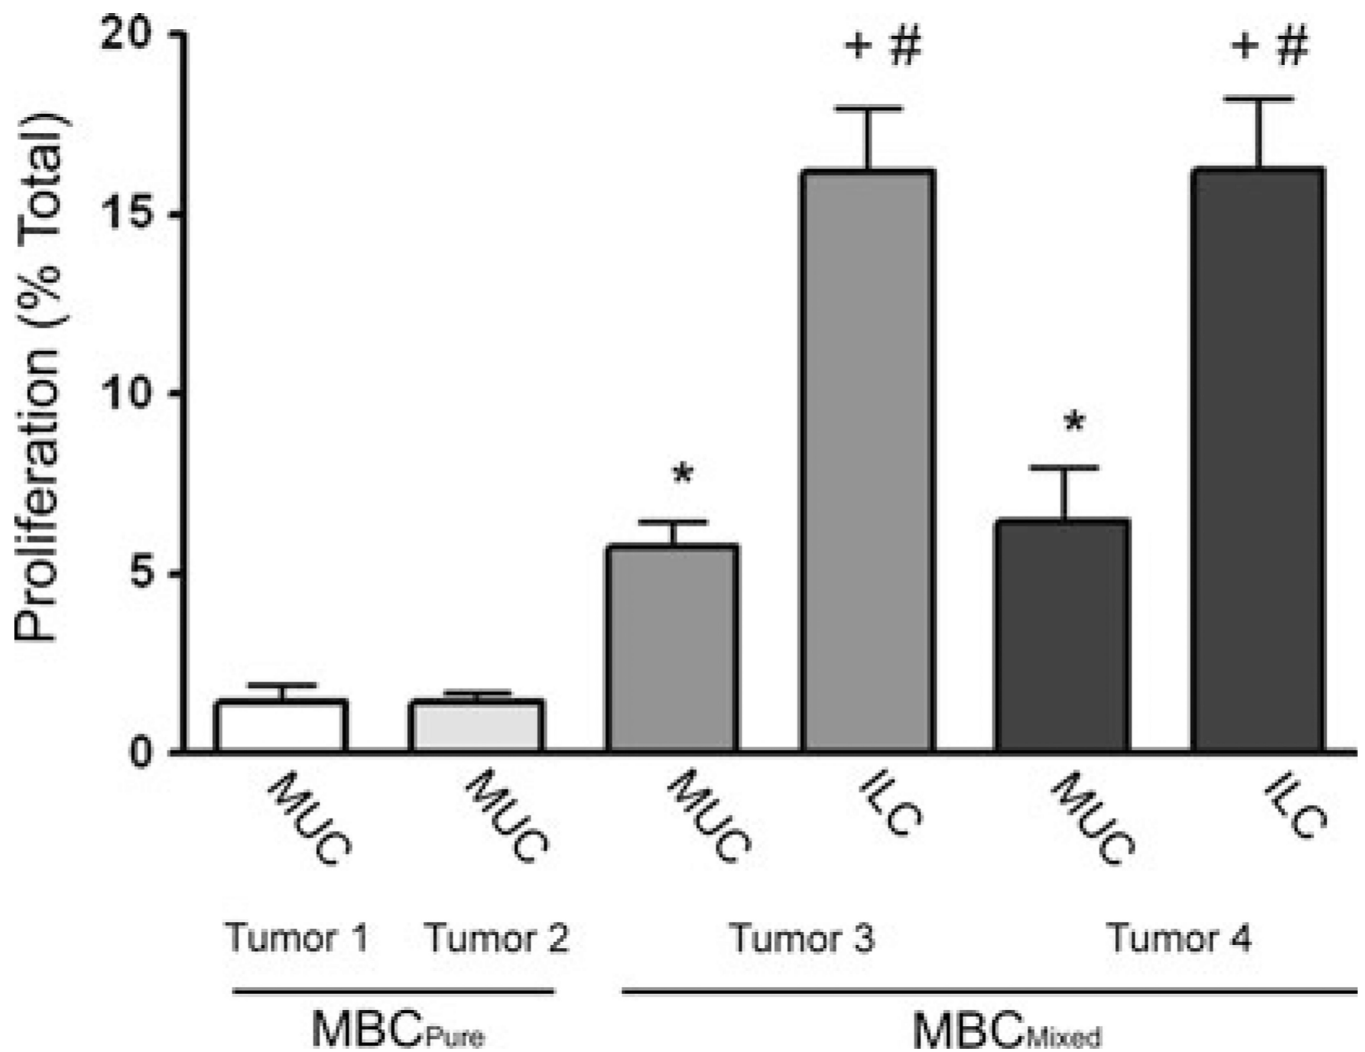 Proliferation (% Total)
20
15
10
5
0
+ #
+ #
*
*
MUC
MUC
MUC
ILC
MUC
ILC
Tumor 1
Tumor 2
Tumor 3
Tumor 4
MBCPure
MBCMixed